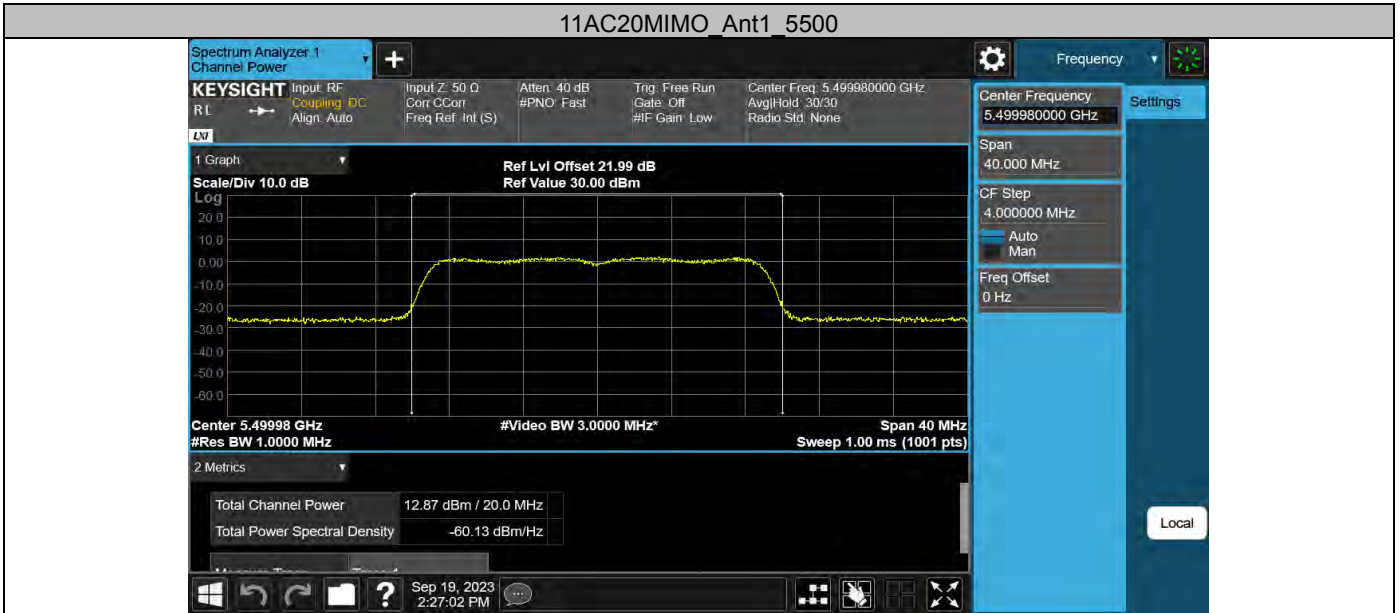 11AC20MIMO_Ant1_5500
Spectrum Analyzer 1
Channel Power
+
Frequency
KEYSIGHT
R L
LXI
Input: RF
Coupling: DC
Align: Auto
Input Z: 50 Ω
Corr CCorr
Freq Ref: Int (S)
Atten: 40 dB
#PNO: Fast
Trig: Free Run
Gate: Off
#IF Gain: Low
Center Freq: 5.499980000 GHz
Avg|Hold: 30/30
Radio Std: None
Center Frequency
5.499980000 GHz
Settings
Span
40.000 MHz
CF Step
4.000000 MHz
Auto
Man
Freq Offset
0 Hz
1 Graph
Ref Lvl Offset 21.99 dB
Scale/Div 10.0 dB
Ref Value 30.00 dBm
Log
20.0
10.0
0.00
-10.0
-20.0
-30.0
-40.0
-50.0
-60.0
Center 5.49998 GHz
#Video BW 3.0000 MHz*
Span 40 MHz
#Res BW 1.0000 MHz
Sweep 1.00 ms (1001 pts)
2 Metrics
Total Channel Power 12.87 dBm / 20.0 MHz
Total Power Spectral Density -60.13 dBm/Hz
Local
?
Sep 19, 2023
2:27:02 PM